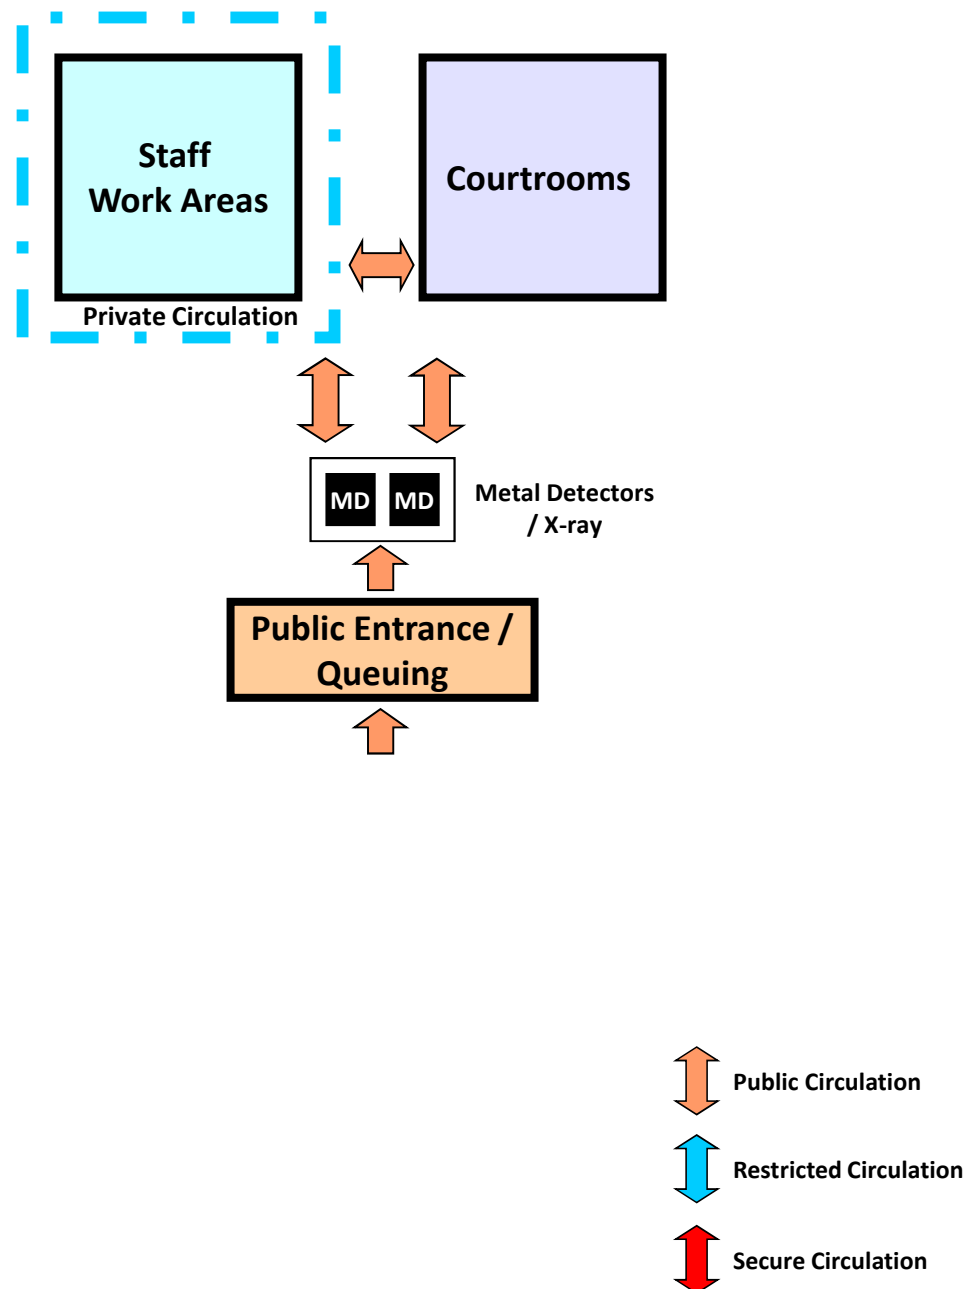 Staff
Work Areas
Courtrooms
Private Circulation
MD MD
Metal Detectors
/ X-ray
Public Entrance /
Queuing
Public Circulation
Restricted Circulation
Secure Circulation